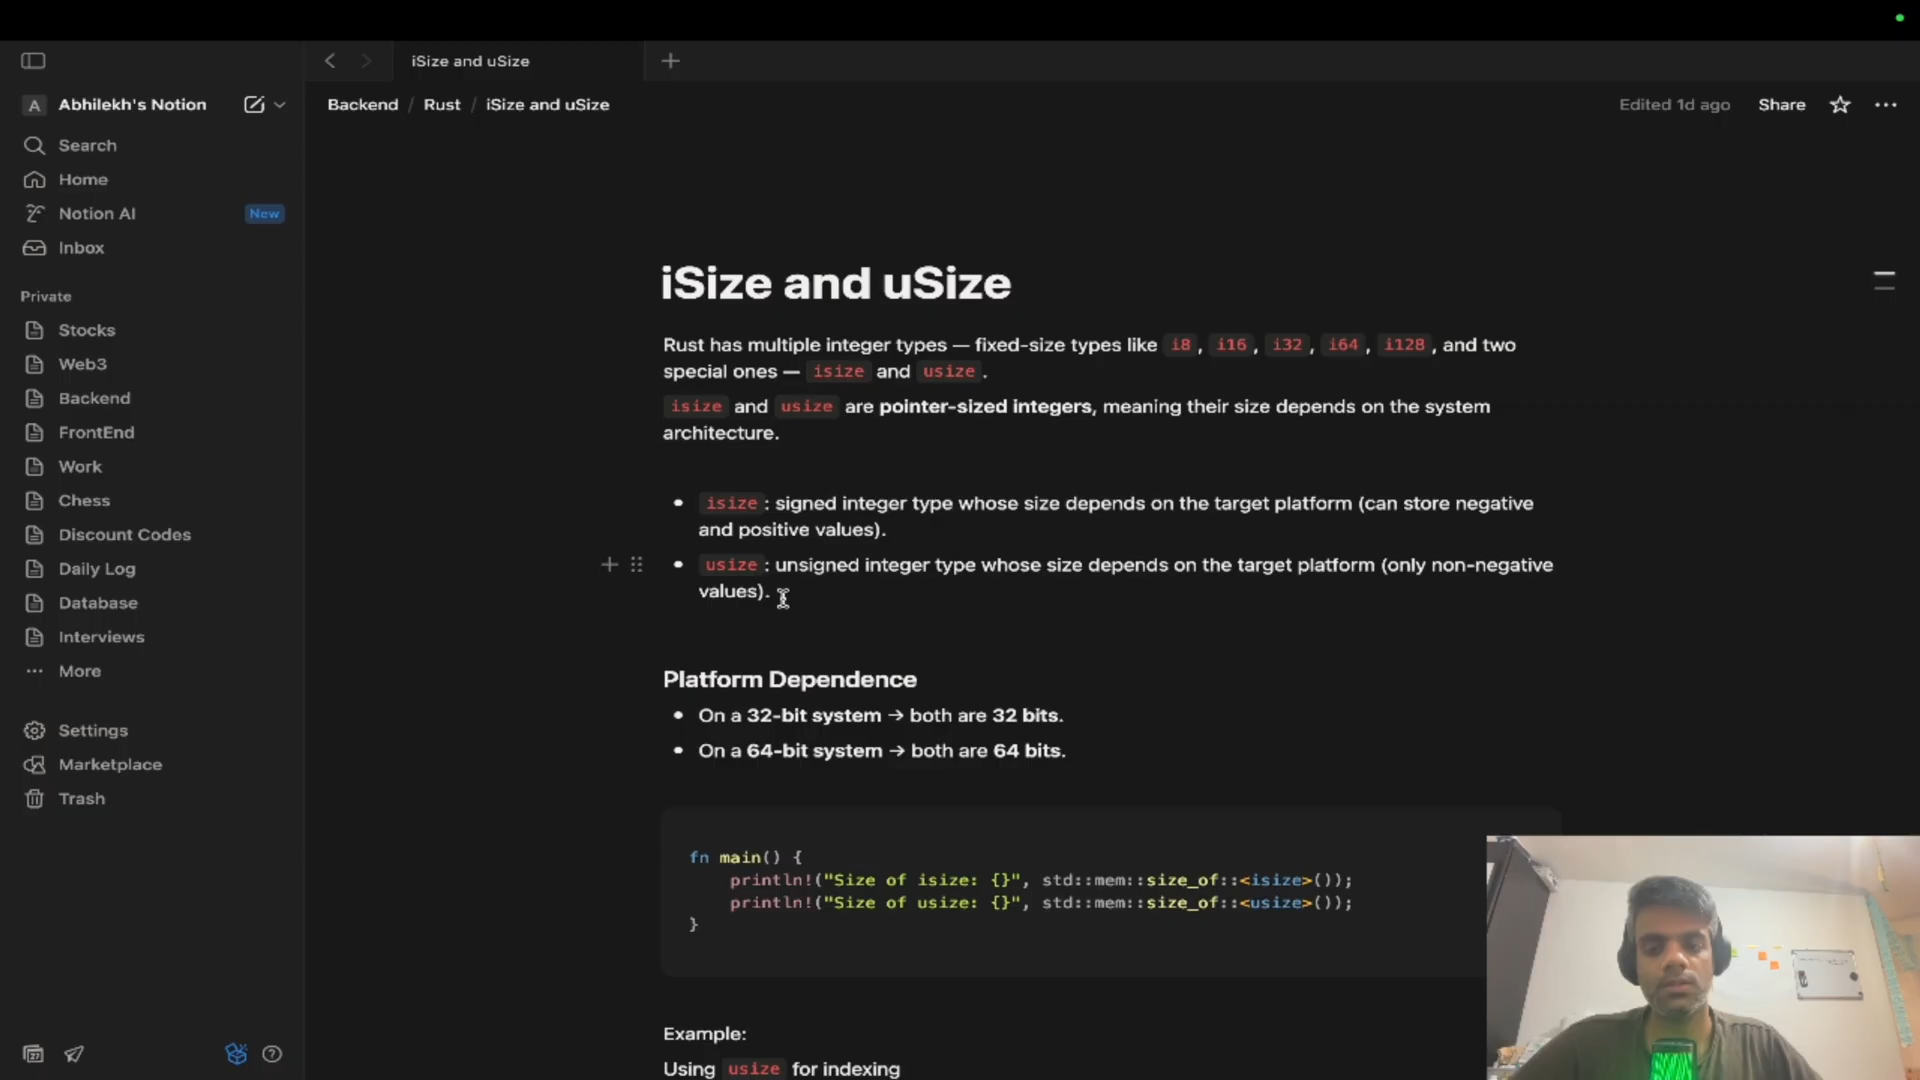 iSize and uSize
A Abhilekh's Notion
Search
Home
Notion AI New
Inbox
Private
Stocks
Web3
Backend
FrontEnd
Work
Chess
Discount Codes
Daily Log
Database
Interviews
More
Settings
Marketplace
Trash
27
Backend / Rust / iSize and uSize
Edited 1d ago Share
iSize and uSize
Rust has multiple integer types — fixed-size types like i8, i16, i32, i64, i128, and two
special ones — isize and usize.
isize and usize are pointer-sized integers, meaning their size depends on the system
architecture.
• isize: signed integer type whose size depends on the target platform (can store negative
and positive values).
• usize: unsigned integer type whose size depends on the target platform (only non-negative
values).
Platform Dependence
• On a 32-bit system → both are 32 bits.
• On a 64-bit system → both are 64 bits.
fn main() {
println!("Size of isize: {}", std::mem::size_of::<isize>());
println!("Size of usize: {}", std::mem::size_of::<usize>());
}
Example:
Using usize for indexing